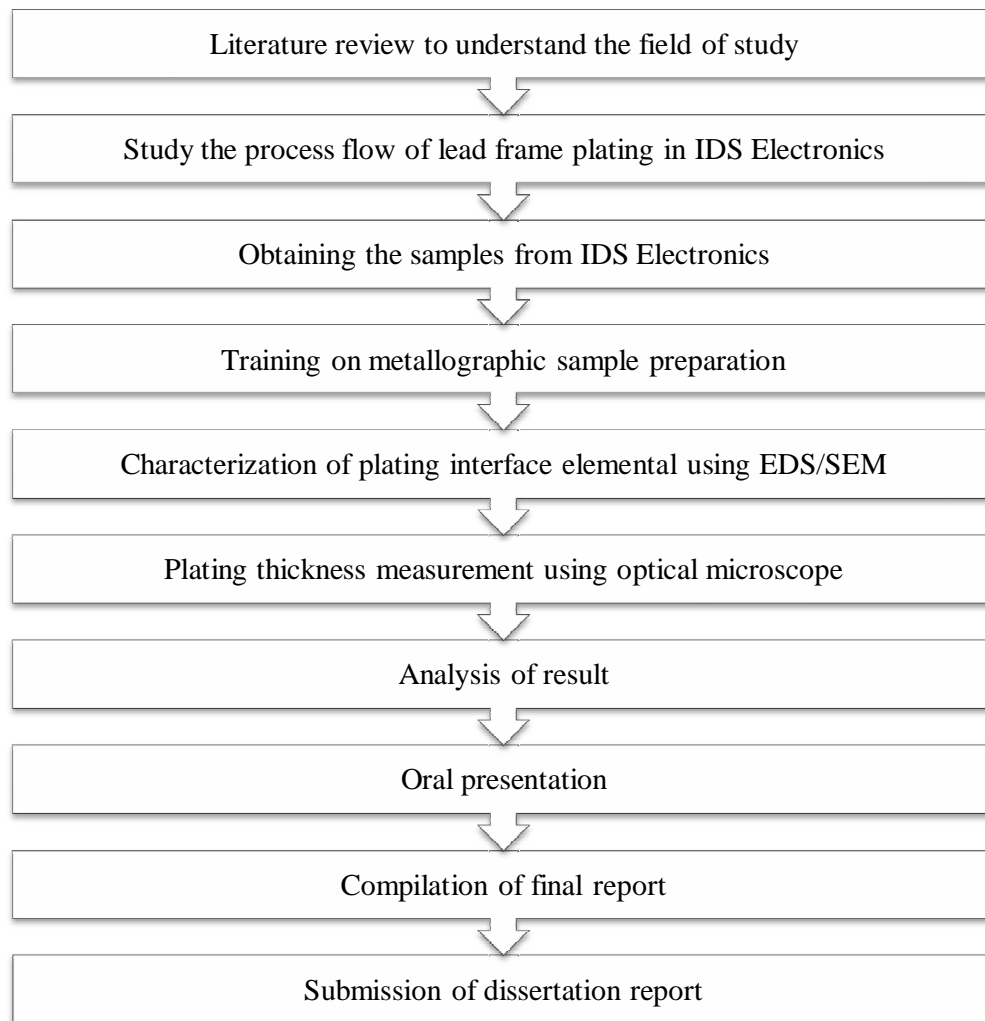 Literature review to understand the field of study
Study the process flow of lead frame plating in IDS Electronics
Obtaining the samples from IDS Electronics
Training on metallographic sample preparation
Characterization of plating interface elemental using EDS/SEM
Plating thickness measurement using optical microscope
Analysis of result
Oral presentation
Compilation of final report
Submission of dissertation report